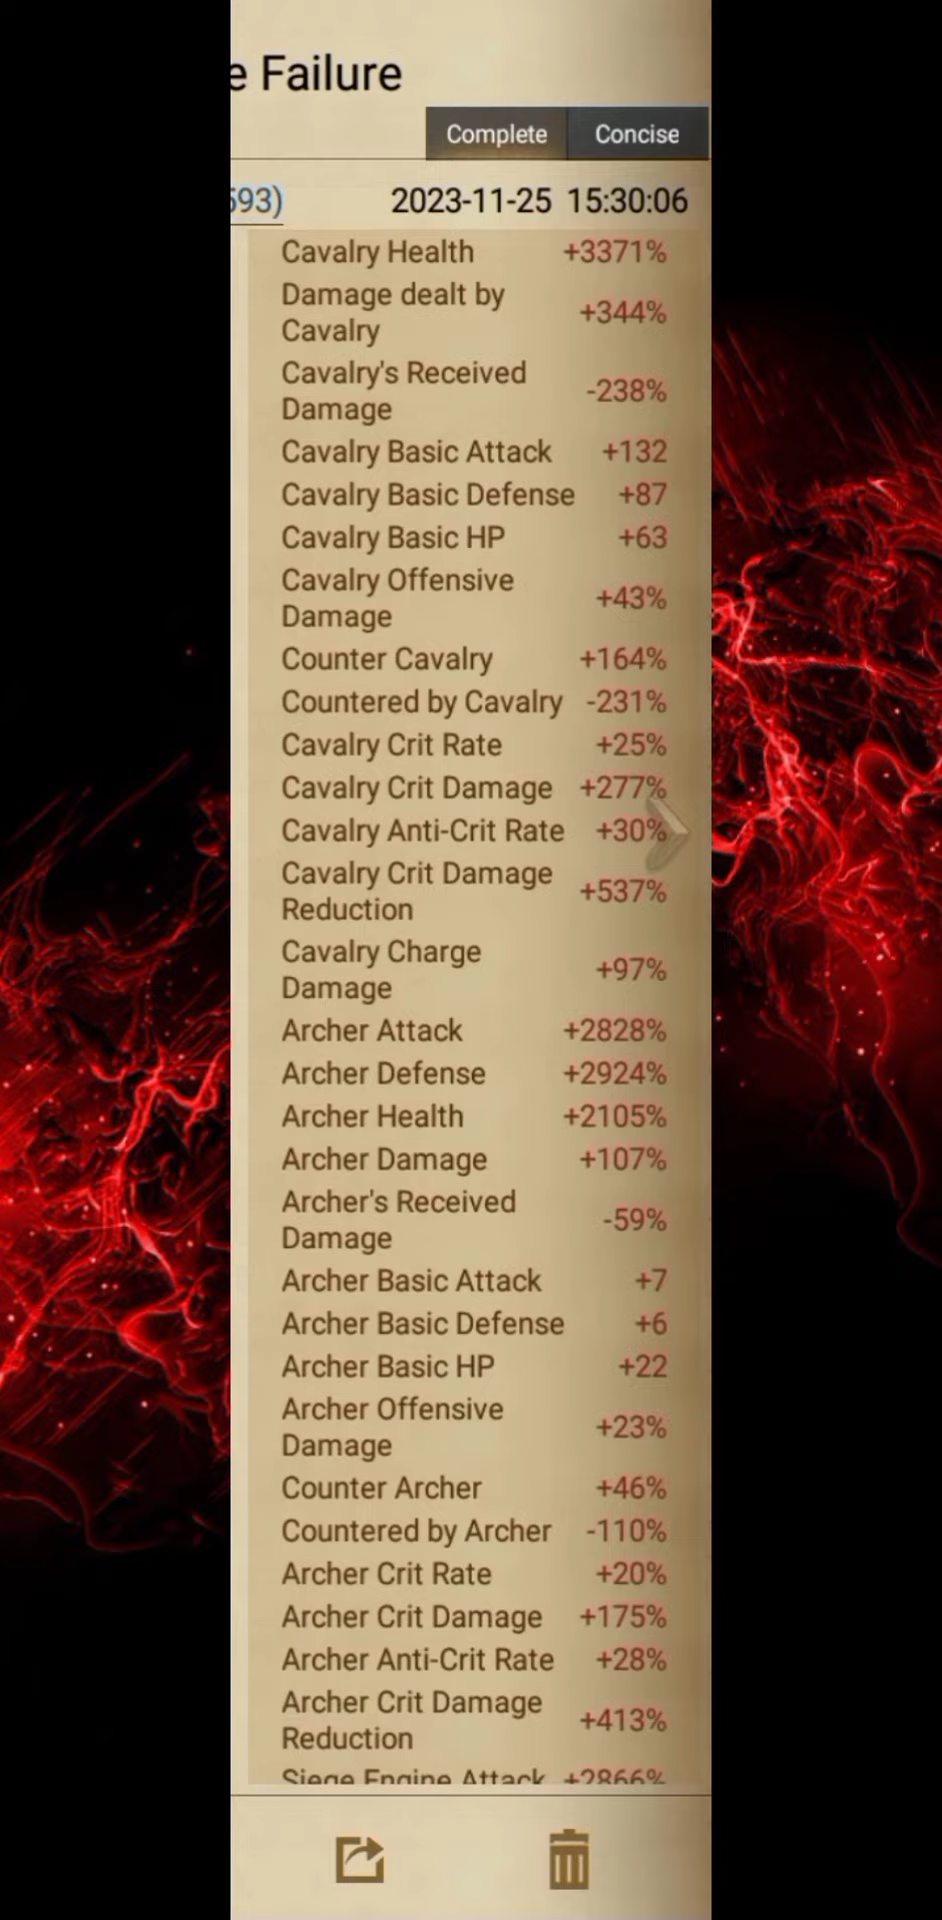 e Failure
Complete Concise
593) 2023-11-25 15:30:06
Cavalry Health +3371%
Damage dealt by
Cavalry +344%
Cavalry's Received
Damage -238%
Cavalry Basic Attack +132
Cavalry Basic Defense +87
Cavalry Basic HP +63
Cavalry Offensive
Damage +43%
Counter Cavalry +164%
Countered by Cavalry -231%
Cavalry Crit Rate +25%
Cavalry Crit Damage +277%
Cavalry Anti-Crit Rate +30%
Cavalry Crit Damage
Reduction +537%
Cavalry Charge
Damage +97%
Archer Attack +2828%
Archer Defense +2924%
Archer Health +2105%
Archer Damage +107%
Archer's Received
Damage -59%
Archer Basic Attack +7
Archer Basic Defense +6
Archer Basic HP +22
Archer Offensive
Damage +23%
Counter Archer +46%
Countered by Archer -110%
Archer Crit Rate +20%
Archer Crit Damage +175%
Archer Anti-Crit Rate +28%
Archer Crit Damage
Reduction +413%
Siege Engine Attack +2866%